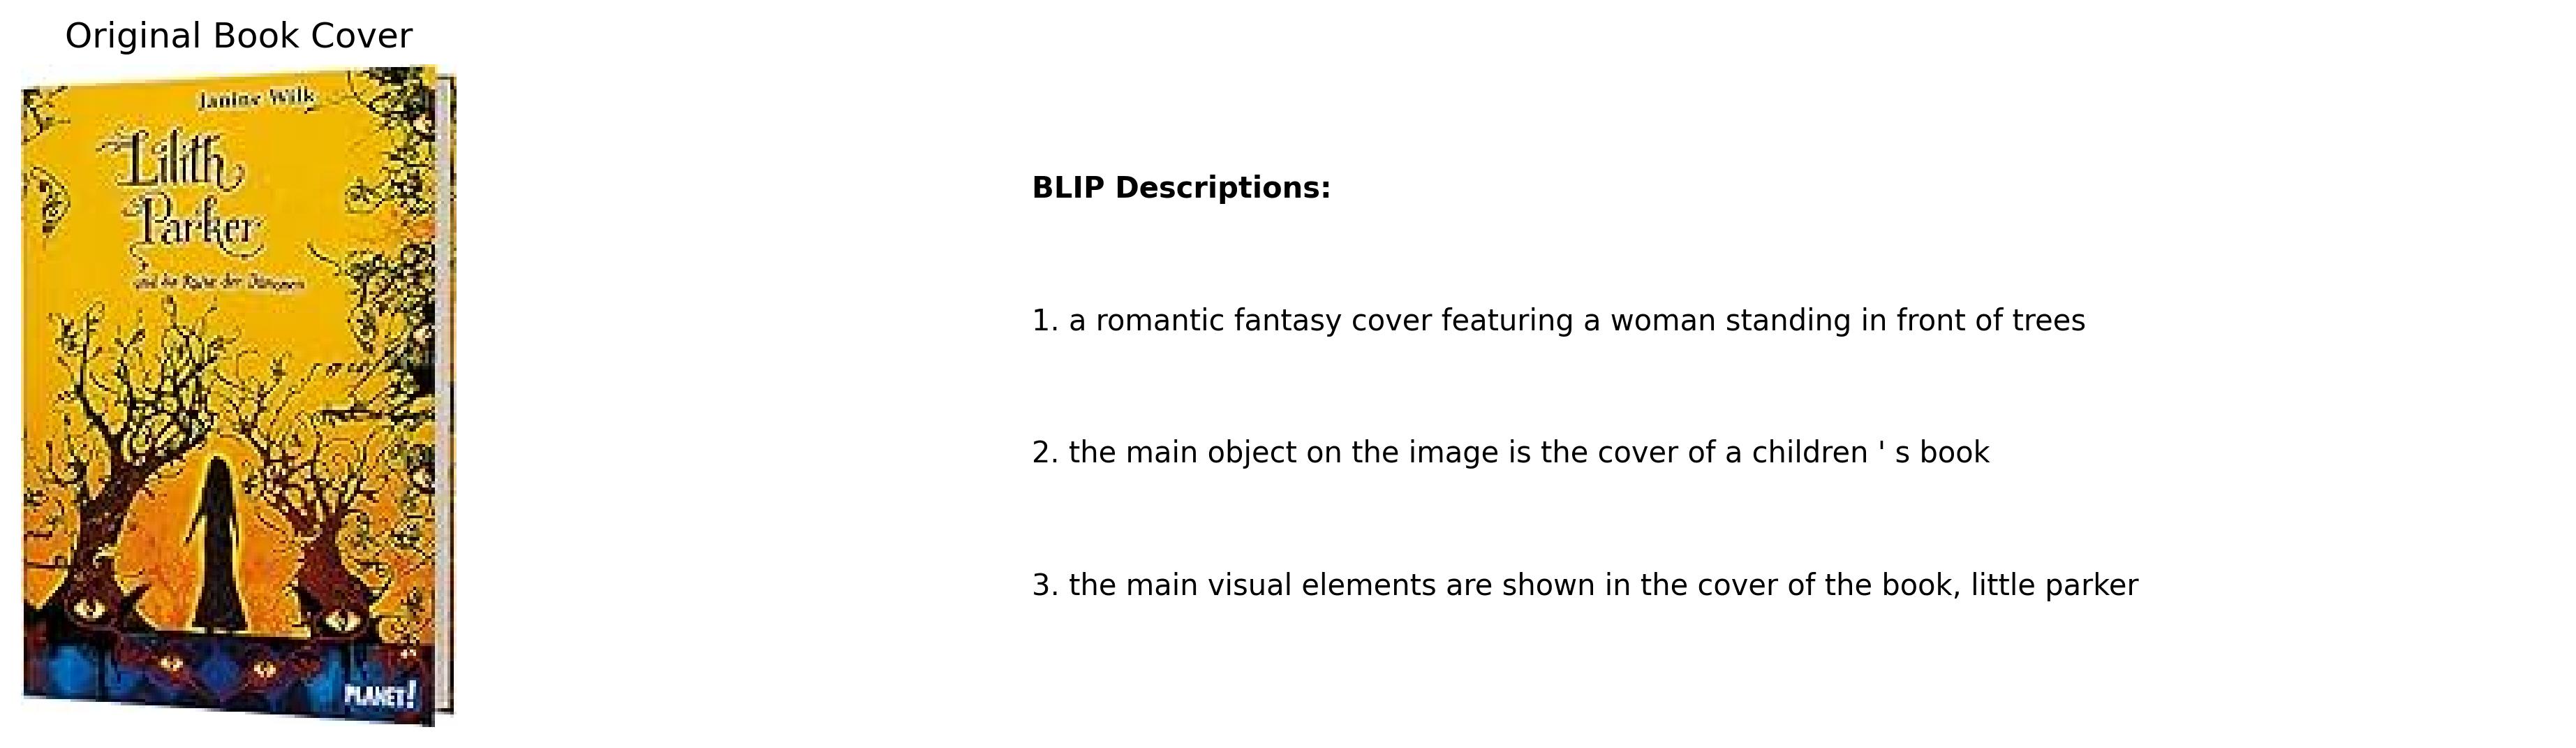 Original Book Cover
Janine Wilk
Lilith
Parker
und die der
PLANET!
BLIP Descriptions:
1. a romantic fantasy cover featuring a woman standing in front of trees
2. the main object on the image is the cover of a children ' s book
3. the main visual elements are shown in the cover of the book, little parker